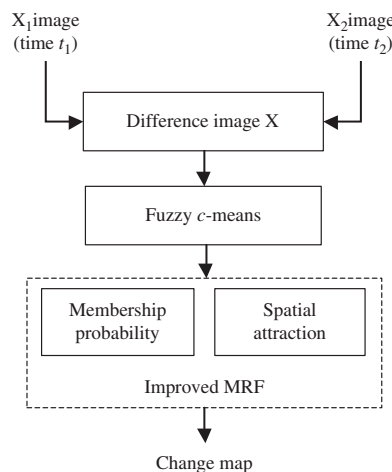 X₁image
(time t₁)
X₂image
(time t₂)
Difference image X
Fuzzy c-means
Membership
probability
Spatial
attraction
Improved MRF
Change map